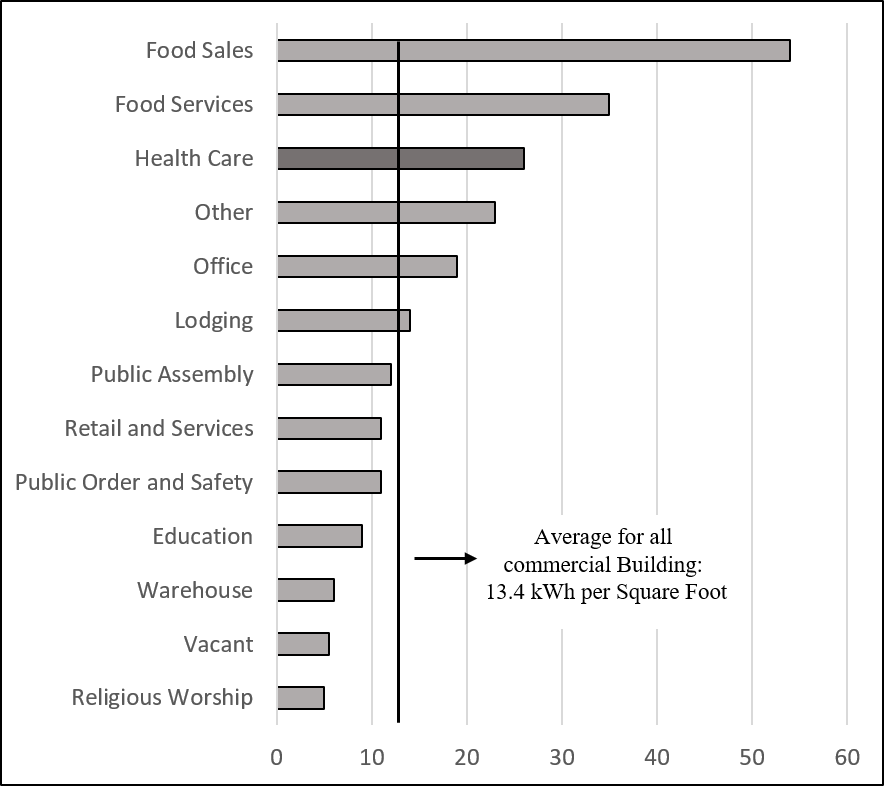 Food Sales
Food Services
Health Care
Other
Office
Lodging
Public Assembly
Retail and Services
Public Order and Safety
Education
Warehouse
Vacant
Religious Worship
Average for all
commercial Building:
13.4 kWh per Square Foot
0 10 20 30 40 50 60